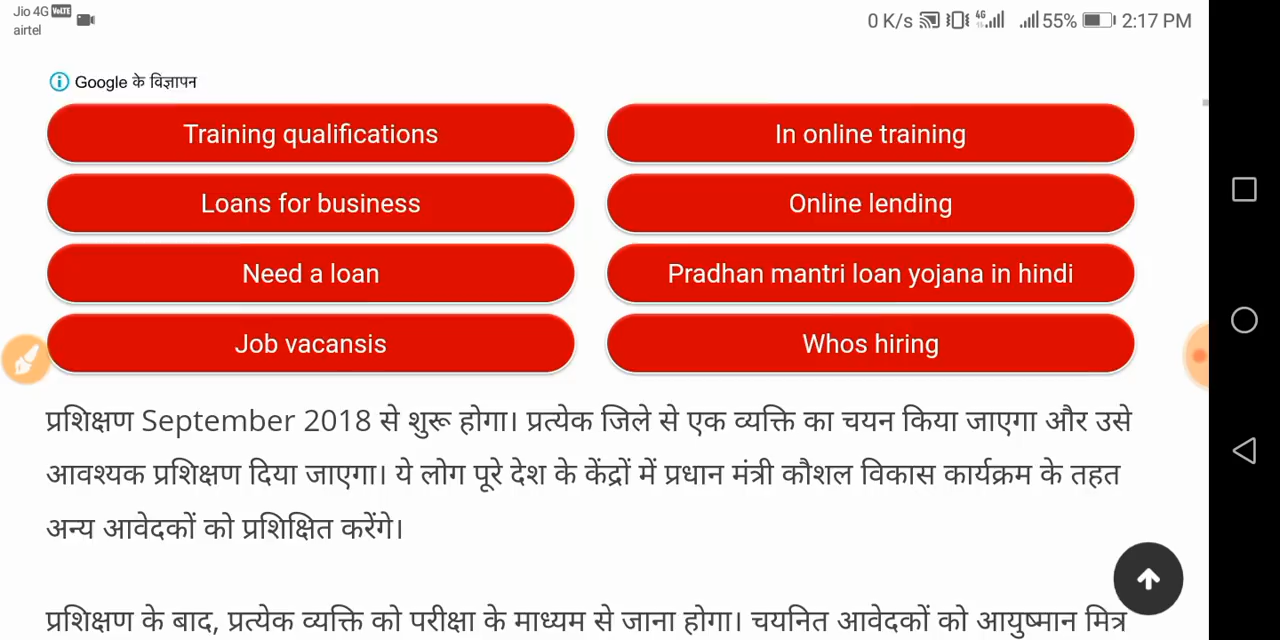 Jio 4G VoLTE
airtel
0 K/s 4G 55% 2:17 PM
Google के विज्ञापन
Training qualifications
In online training
Loans for business
Online lending
Need a loan
Pradhan mantri loan yojana in hindi
Job vacansis
Whos hiring
प्रशिक्षण September 2018 से शुरू होगा। प्रत्येक जिले से एक व्यक्ति का चयन किया जाएगा और उसे
आवश्यक प्रशिक्षण दिया जाएगा। ये लोग पूरे देश के केंद्रों में प्रधान मंत्री कौशल विकास कार्यक्रम के तहत
अन्य आवेदकों को प्रशिक्षित करेंगे।
प्रशिक्षण के बाद, प्रत्येक व्यक्ति को परीक्षा के माध्यम से जाना होगा। चयनित आवेदकों को आयुष्मान मित्र